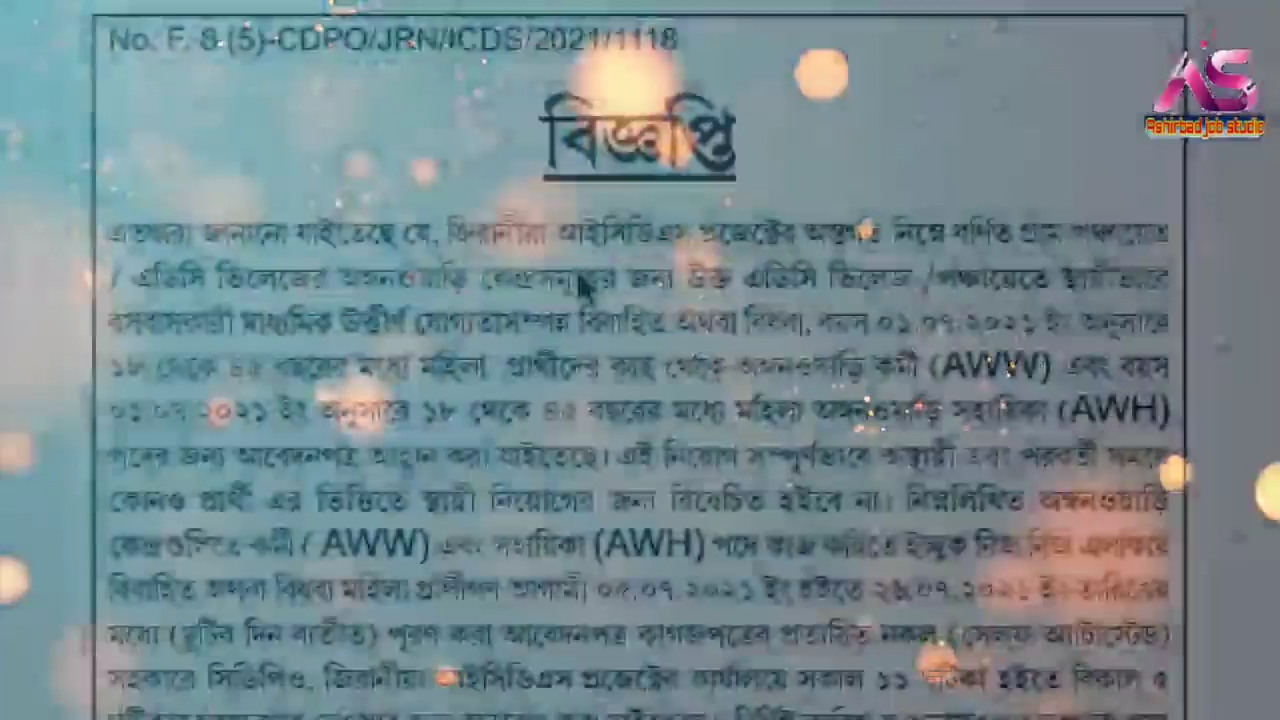 No. F. 8 (5)-CDPO/JRN/ICDS/2021/1118
AS
Ashirbad job studio
বিজ্ঞপ্তি
এতদ্বারা জানানো যাইতেছে যে, জিরানীয়া আইসিডিএস প্রজেক্টের অন্তর্গত নিম্নে বর্ণিত গ্রাম পঞ্চায়েত
/ এডিসি ভিলেজের অঙ্গনওয়াড়ি কেন্দ্রসমূহের জন্য উক্ত এডিসি ভিলেজ /পঞ্চায়েতে স্থায়ীভাবে
বসবাসকারী মাধ্যমিক উত্তীর্ণ যোগ্যতাসম্পন্ন বিবাহিত অথবা বিধবা, বয়স ০১.০৭.২০২১ ইং অনুসারে
১৮ থেকে ৪৫ বছরের মধ্যে মহিলা প্রার্থীদের কাছ থেকে অঙ্গনওয়াড়ি কর্মী (AWW) এবং বয়স
০১.০৭.২০২১ ইং অনুসারে ১৮ থেকে ৪৫ বছরের মধ্যে মহিলা অঙ্গনওয়াড়ি সহায়িকা (AWH)
পদের জন্য আবেদনপত্র আহ্বান করা যাইতেছে। এই নিয়োগ সম্পূর্ণভাবে অস্থায়ী এবং পরবর্তী সময়ে
কোনও প্রার্থী এর ভিত্তিতে স্থায়ী নিয়োগের জন্য বিবেচিত হইবে না। নিম্নলিখিত অঙ্গনওয়াড়ি
কেন্দ্রগুলিতে কর্মী ( AWW) এবং সহায়িকা (AWH) পদে কাজ করিতে ইচ্ছুক নিজ নিজ এলাকার
বিবাহিত অথবা বিধবা মহিলা প্রার্থীগণ আগামী ০৫.০৭.২০২১ ইং হইতে ২৬.০৭.২০২১ ইং তারিখের
মধ্যে (ছুটির দিন ব্যতীত) পূরণ করা আবেদনপত্র কাগজপত্রের প্রত্যয়িত নকল (সেলফ অ্যাটাস্টেড)
সহকারে সিডিপিও, জিরানীয়া আইসিডিএস প্রজেক্টের কার্যালয়ে সকাল ১১ ঘটিকা হইতে বিকাল ৫